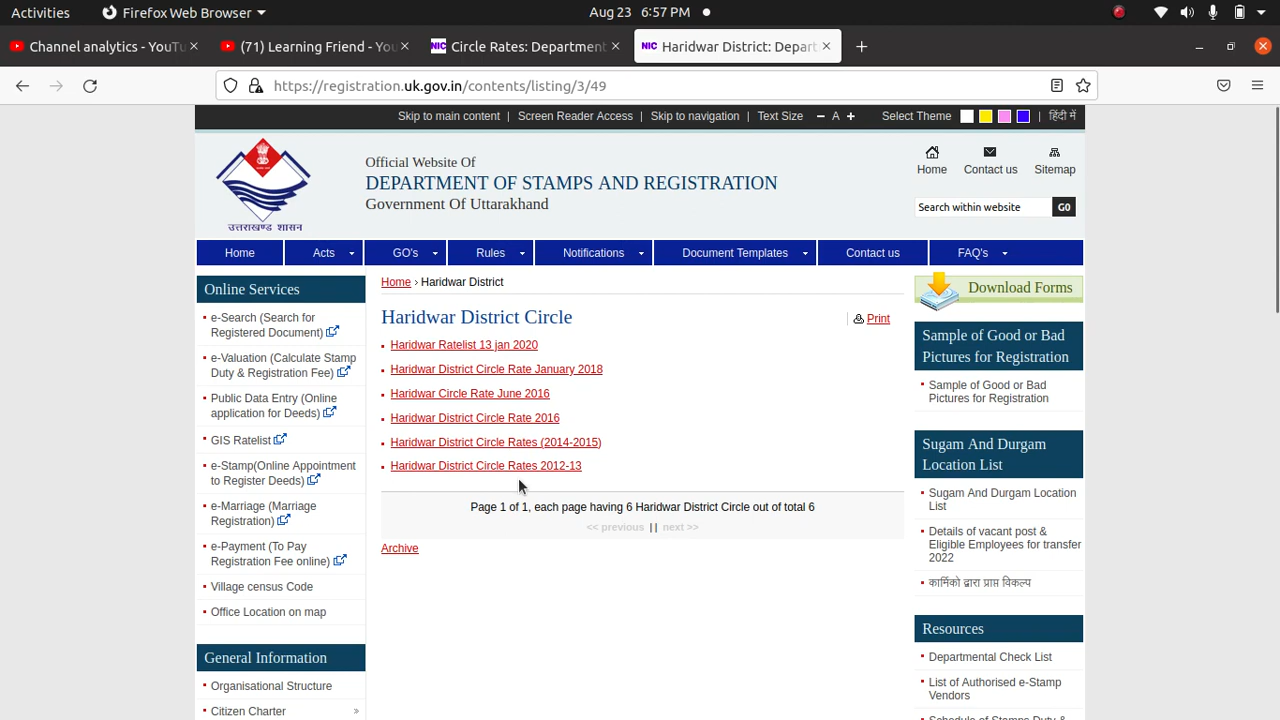 Activities
Firefox Web Browser
Aug 23 6:57 PM
Channel analytics - YouTu
(71) Learning Friend - You
NIC Circle Rates: Department
NIC Haridwar District: Depart
https://registration.uk.gov.in/contents/listing/3/49
Skip to main content | Screen Reader Access | Skip to navigation | Text Size − A + Select Theme | हिंदी में
उत्तराखण्ड शासन
Official Website Of
DEPARTMENT OF STAMPS AND REGISTRATION
Government Of Uttarakhand
Home
Contact us
Sitemap
Search within website
GO
Home
Acts
GO's
Rules
Notifications
Document Templates
Contact us
FAQ's
Online Services
e-Search (Search for
Registered Document)
e-Valuation (Calculate Stamp
Duty & Registration Fee)
Public Data Entry (Online
application for Deeds)
GIS Ratelist
e-Stamp(Online Appointment
to Register Deeds)
e-Marriage (Marriage
Registration)
e-Payment (To Pay
Registration Fee online)
Village census Code
Office Location on map
General Information
Organisational Structure
Citizen Charter »
Home › Haridwar District
Haridwar District Circle
Print
Haridwar Ratelist 13 jan 2020
Haridwar District Circle Rate January 2018
Haridwar Circle Rate June 2016
Haridwar District Circle Rate 2016
Haridwar District Circle Rates (2014-2015)
Haridwar District Circle Rates 2012-13
Page 1 of 1, each page having 6 Haridwar District Circle out of total 6
<< previous || next >>
Archive
Download Forms
Sample of Good or Bad
Pictures for Registration
Sample of Good or Bad
Pictures for Registration
Sugam And Durgam
Location List
Sugam And Durgam Location
List
Details of vacant post &
Eligible Employees for transfer
2022
कार्मिको द्वारा प्राप्त विकल्प
Resources
Departmental Check List
List of Authorised e-Stamp
Vendors
Schedule of Stamps Duty &